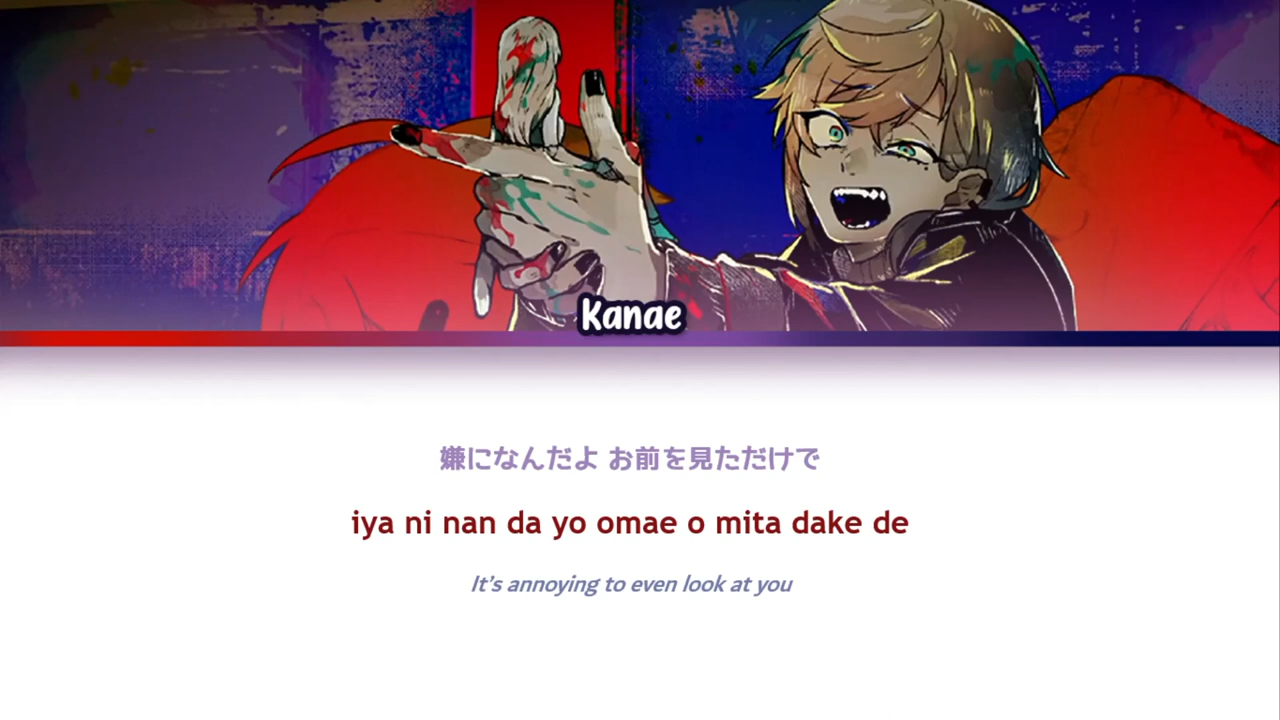 Kanae
嫌になんだよ お前を見ただけで
iya ni nan da yo omae o mita dake de
It's annoying to even look at you